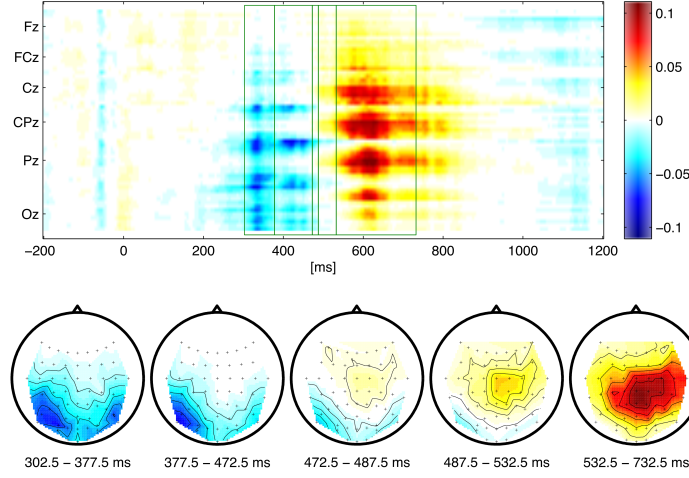 Fz
FCz
Cz
CPz
Pz
Oz
−200 0 200 400 600 800 1000 1200
[ms]
0.1
0.05
0
−0.05
−0.1
302.5 – 377.5 ms 377.5 – 472.5 ms 472.5 – 487.5 ms 487.5 – 532.5 ms 532.5 – 732.5 ms